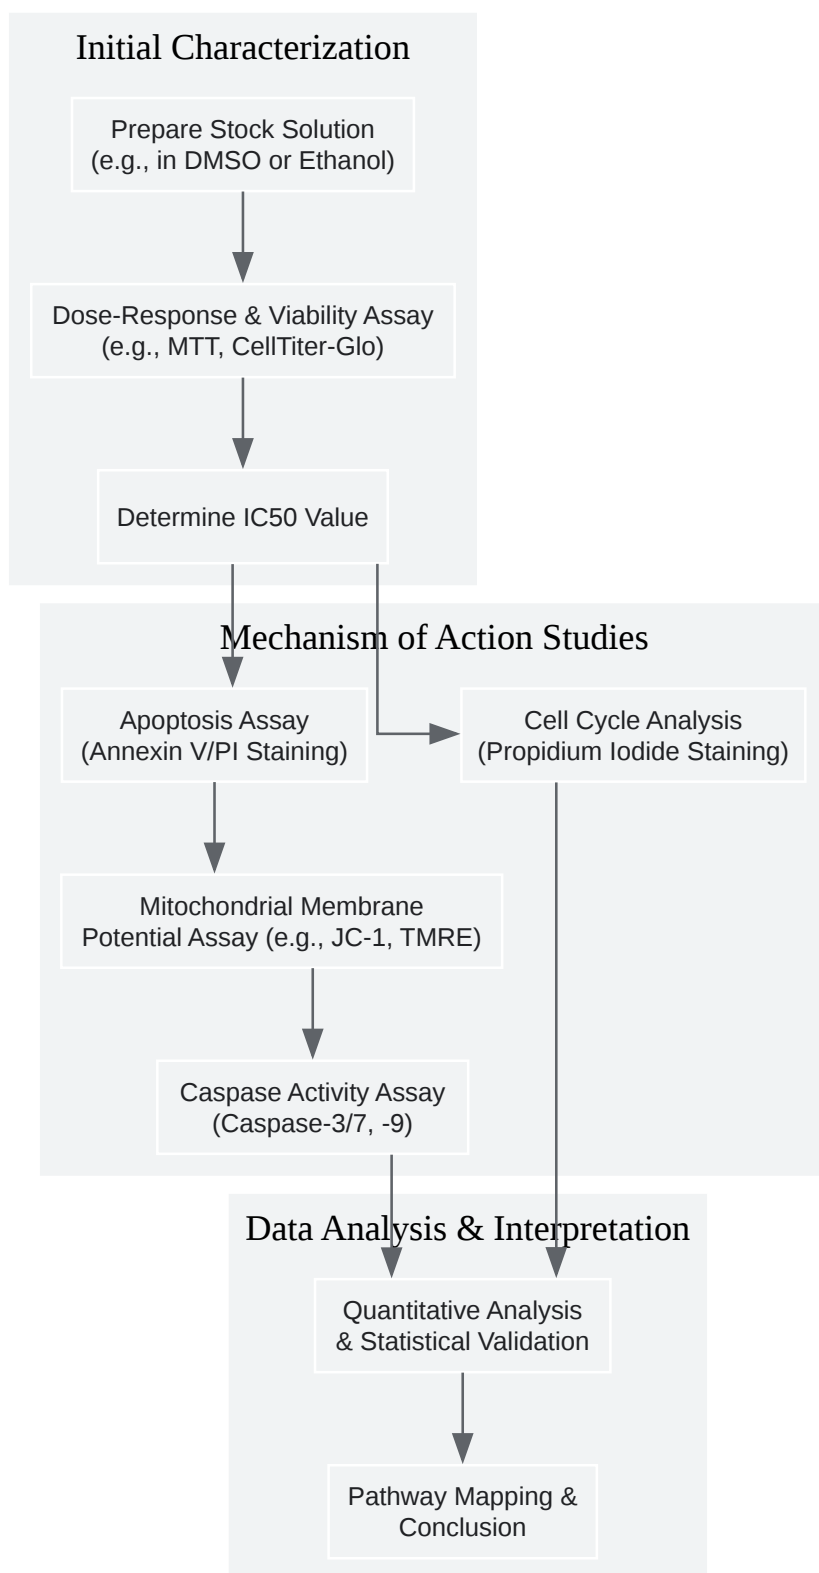 Initial Characterization
Prepare Stock Solution
(e.g., in DMSO or Ethanol)
Dose-Response & Viability Assay
(e.g., MTT, CellTiter-Glo)
Determine IC50 Value
Mechanism of Action Studies
Apoptosis Assay
(Annexin V/PI Staining)
Cell Cycle Analysis
(Propidium Iodide Staining)
Mitochondrial Membrane
Potential Assay (e.g., JC-1, TMRE)
Caspase Activity Assay
(Caspase-3/7, -9)
Data Analysis & Interpretation
Quantitative Analysis
& Statistical Validation
Pathway Mapping &
Conclusion